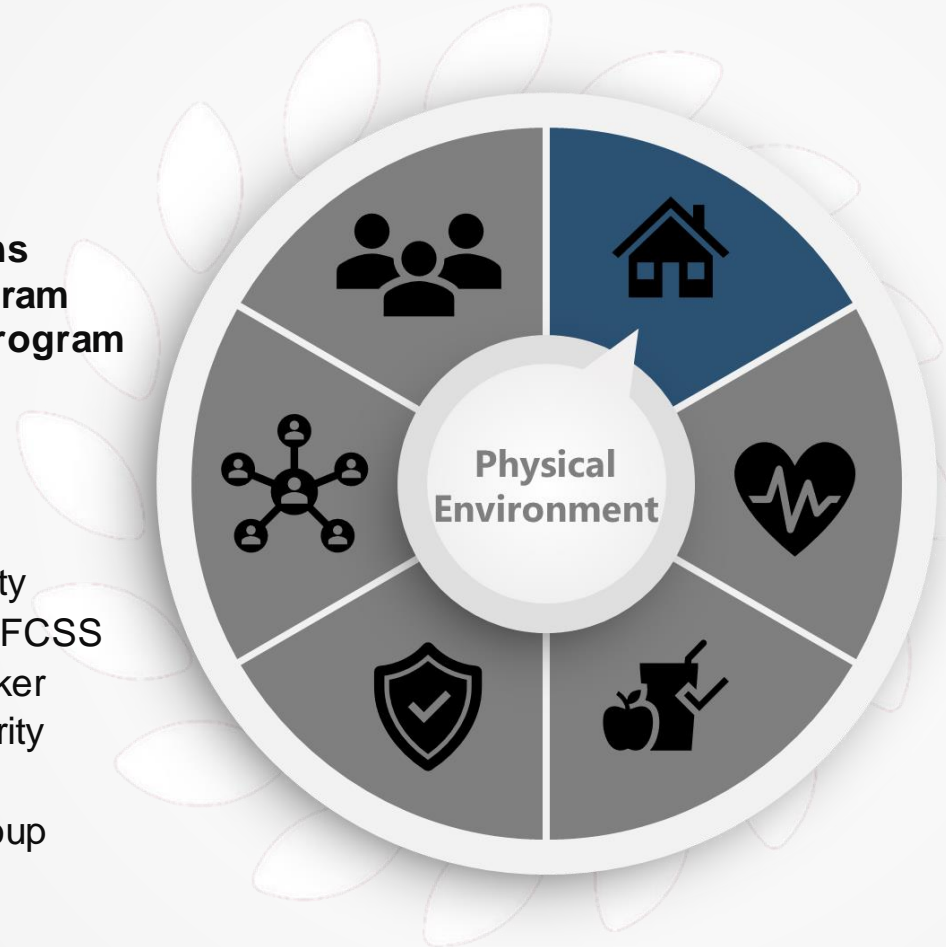 ns
ram
rogram
ty
FCSS
ker
rity
oup
Physical
Environment